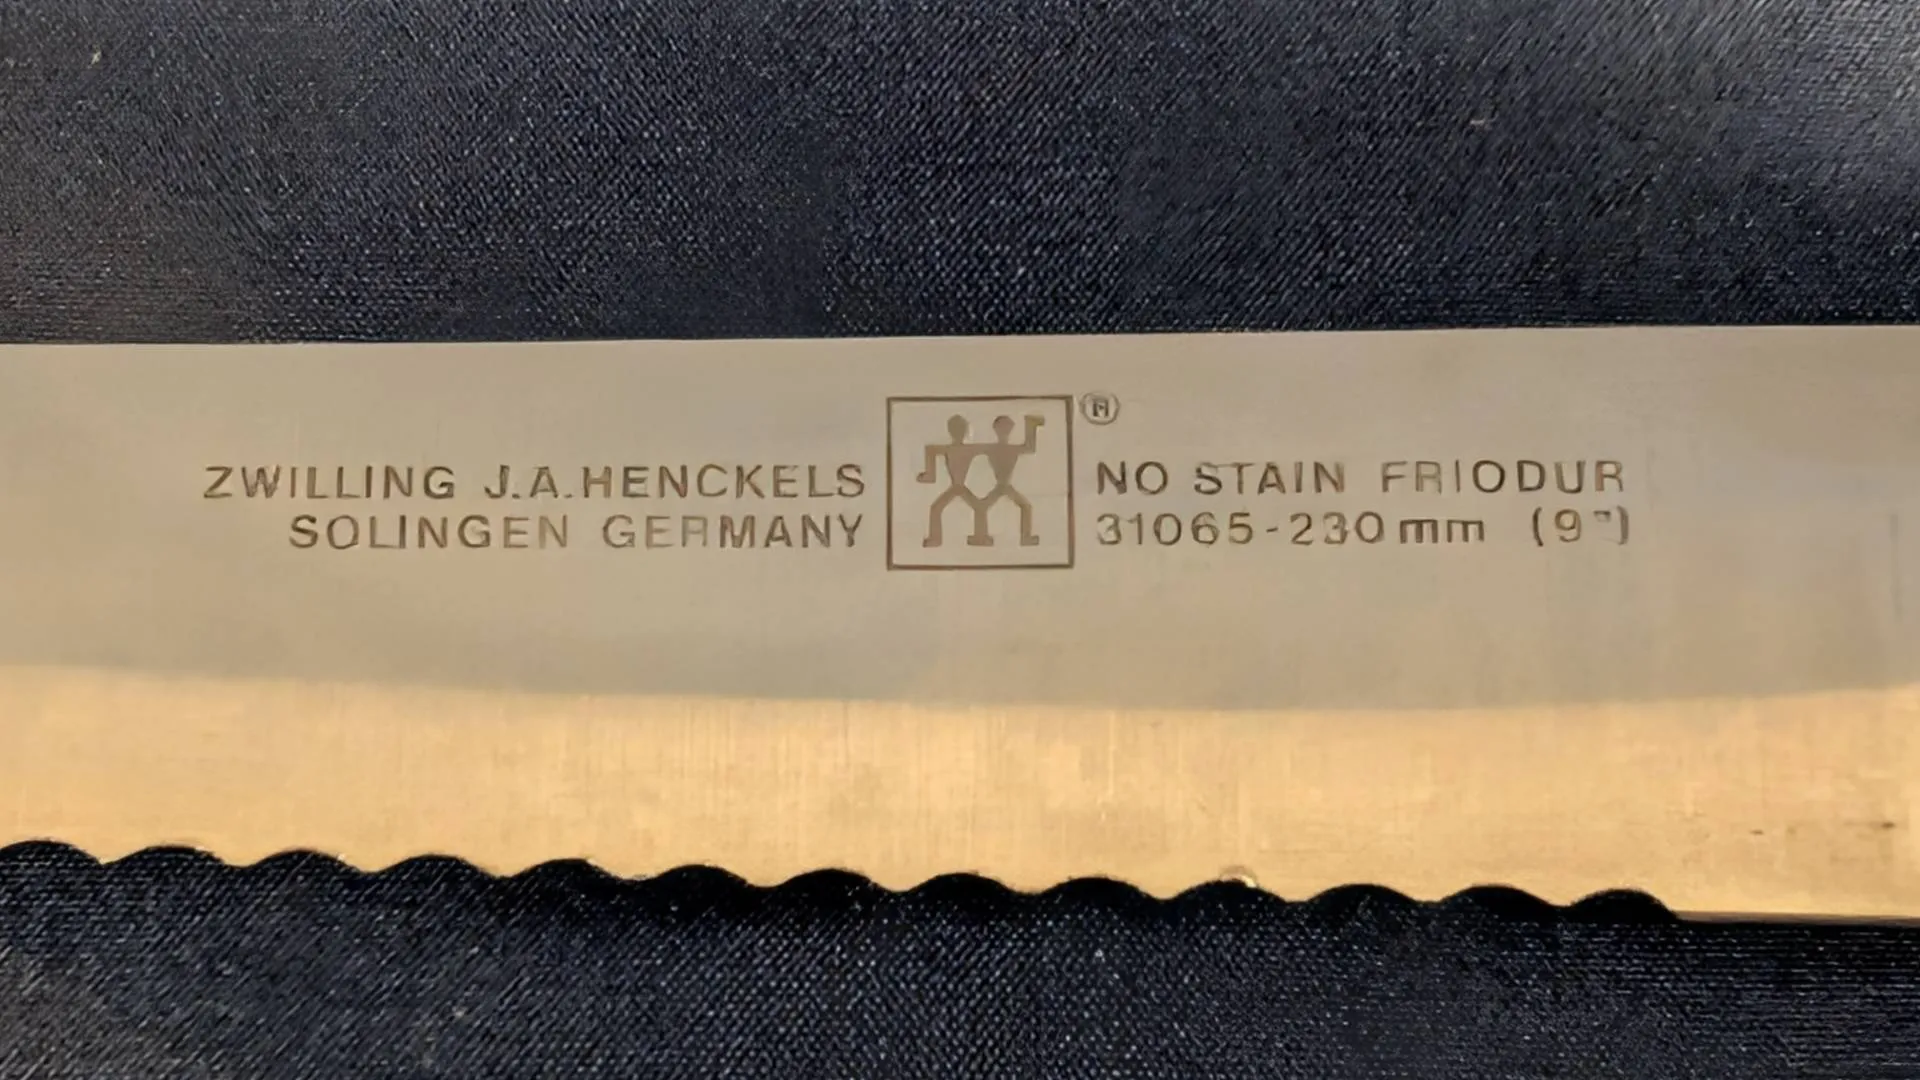 ZWILLING J.A.HENCKELS
SOLINGEN GERMANY
®
NO STAIN FRIODUR
31065-230mm (9")